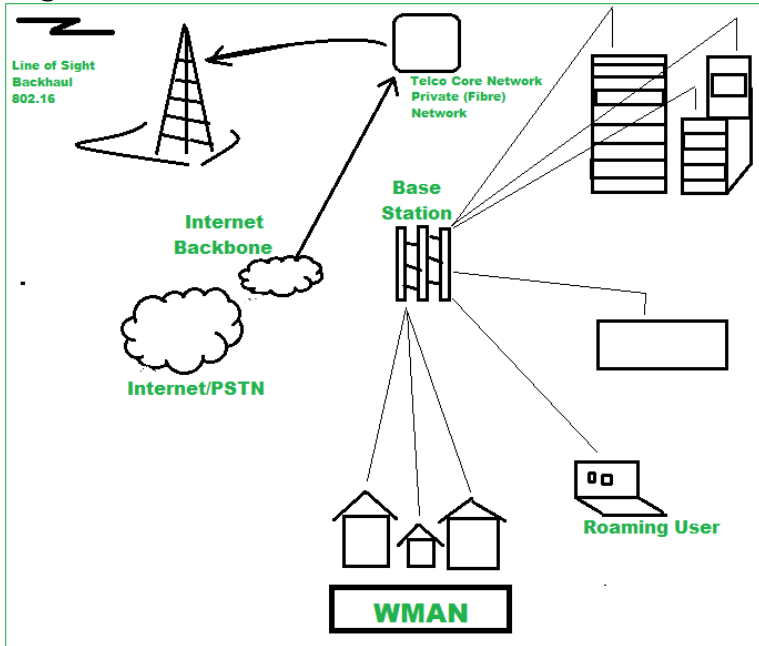 Line of Sight
Backhaul
802.16
Telco Core Network
Private (Fibre)
Network
Base
Station
Internet
Backbone
Internet/PSTN
Roaming User
WMAN